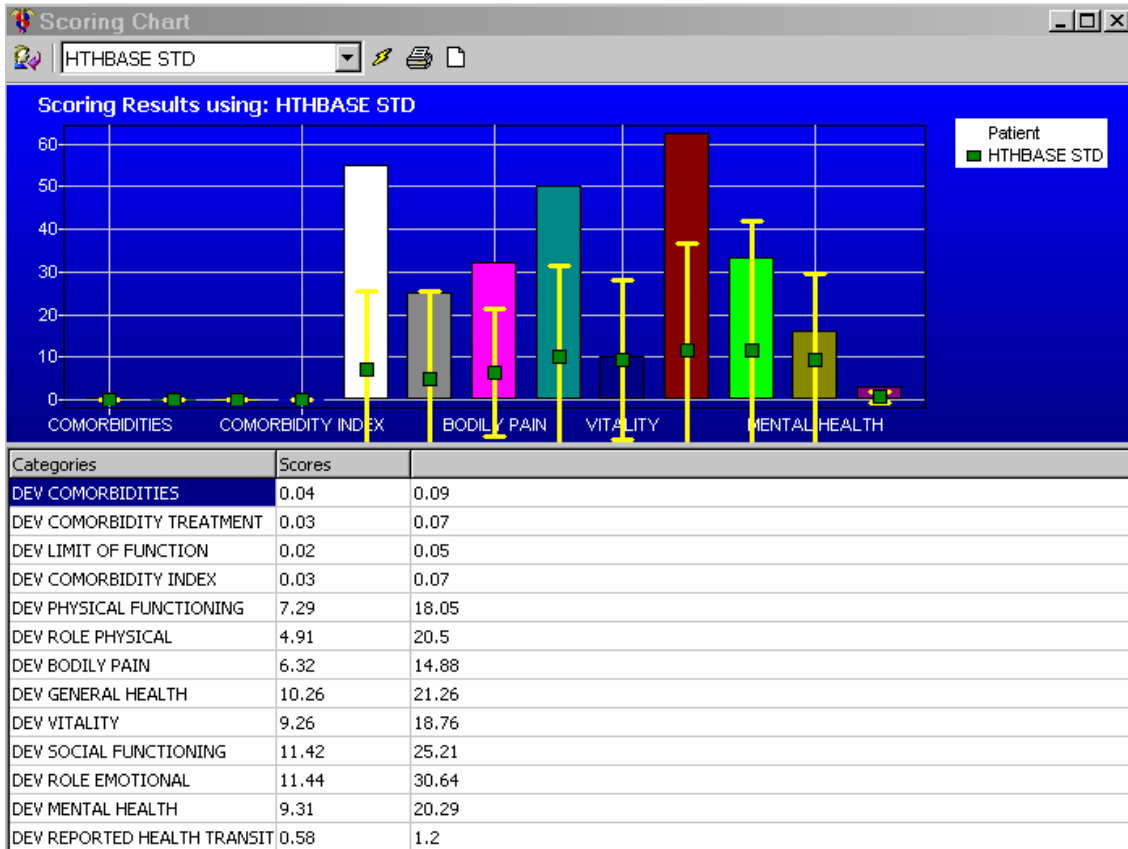 Scoring Chart
HTHBASE STD
Scoring Results using: HTHBASE STD
Patient
HTHBASE STD
60
50
40
30
20
10
0
COMORBIDITIES COMORBIDITY INDEX BODILY PAIN VITALITY MENTAL HEALTH
Categories Scores
DEV COMORBIDITIES 0.04 0.09
DEV COMORBIDITY TREATMENT 0.03 0.07
DEV LIMIT OF FUNCTION 0.02 0.05
DEV COMORBIDITY INDEX 0.03 0.07
DEV PHYSICAL FUNCTIONING 7.29 18.05
DEV ROLE PHYSICAL 4.91 20.5
DEV BODILY PAIN 6.32 14.88
DEV GENERAL HEALTH 10.26 21.26
DEV VITALITY 9.26 18.76
DEV SOCIAL FUNCTIONING 11.42 25.21
DEV ROLE EMOTIONAL 11.44 30.64
DEV MENTAL HEALTH 9.31 20.29
DEV REPORTED HEALTH TRANSIT 0.58 1.2